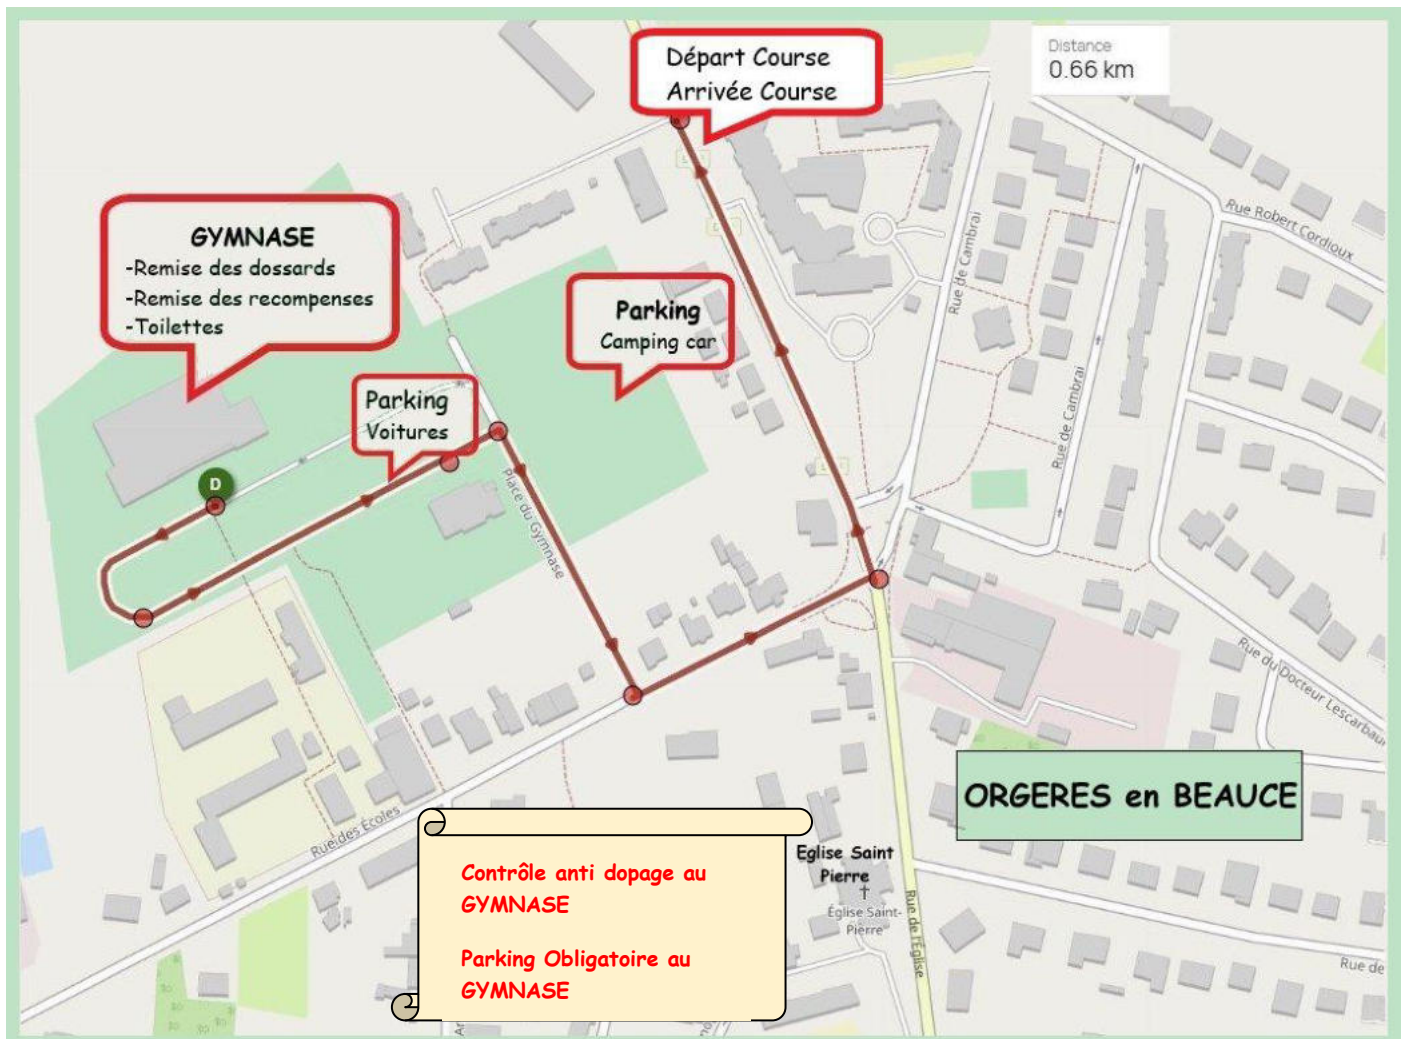 Départ Course
Arrivée Course
Distance
0.66 km
GYMNASE
-Remise des dossards
-Remise des recompenses
-Toilettes
Parking
Camping car
Parking
Voitures
D
Place du Gymnase
Rue de Cambrai
Rue de Cambrai
Rue Robert Cordioux
Rue du Docteur Lescarbau
ORGERES en BEAUCE
Rue des Écoles
Contrôle anti dopage au
GYMNASE
Parking Obligatoire au
GYMNASE
Eglise Saint
Pierre
Église Saint-
Pierre
Rue de l'Église
Rue de